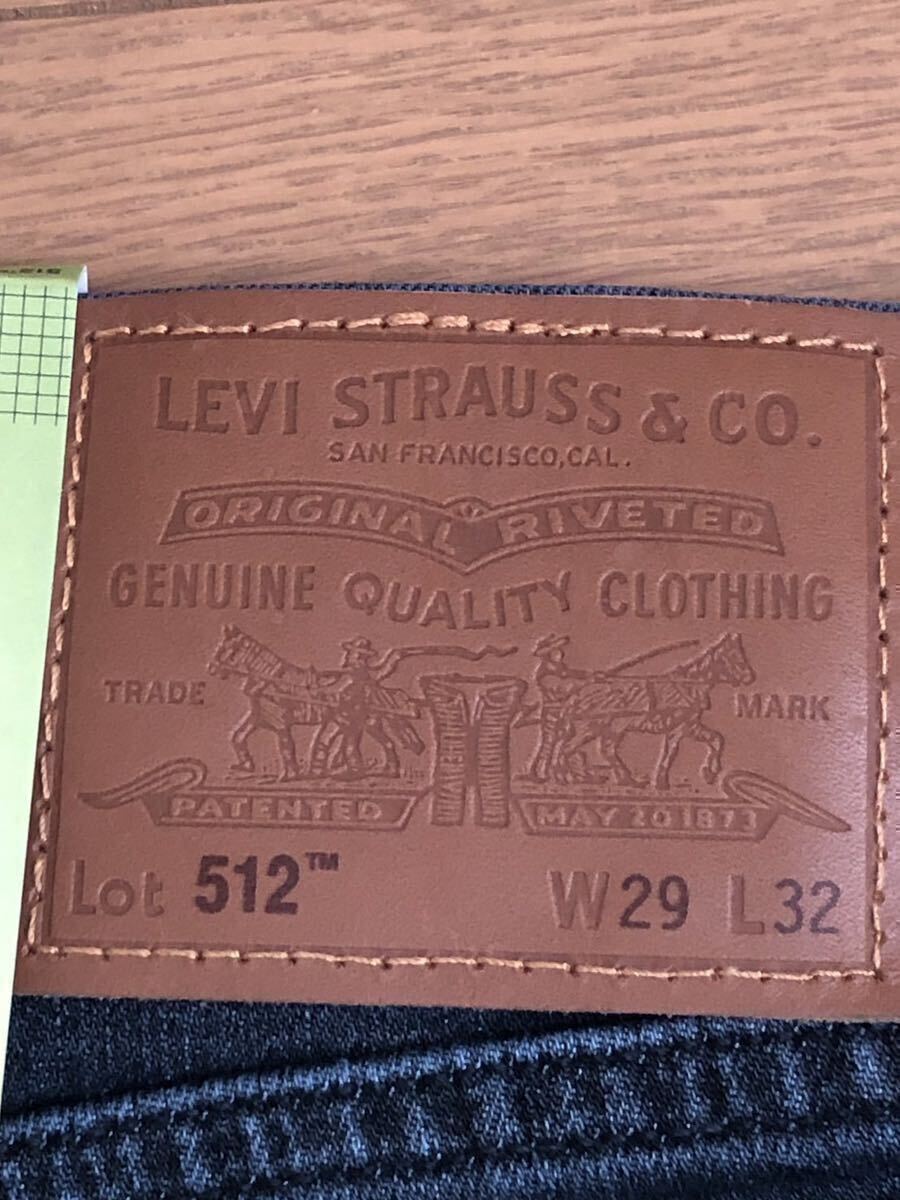 LEVI STRAUSS & CO.
SAN FRANCISCO, CAL.
ORIGINAL RIVETED
GENUINE QUALITY CLOTHING
TRADE MARK
PATENTED MAY 20 1873
Lot 512™ W29 L32